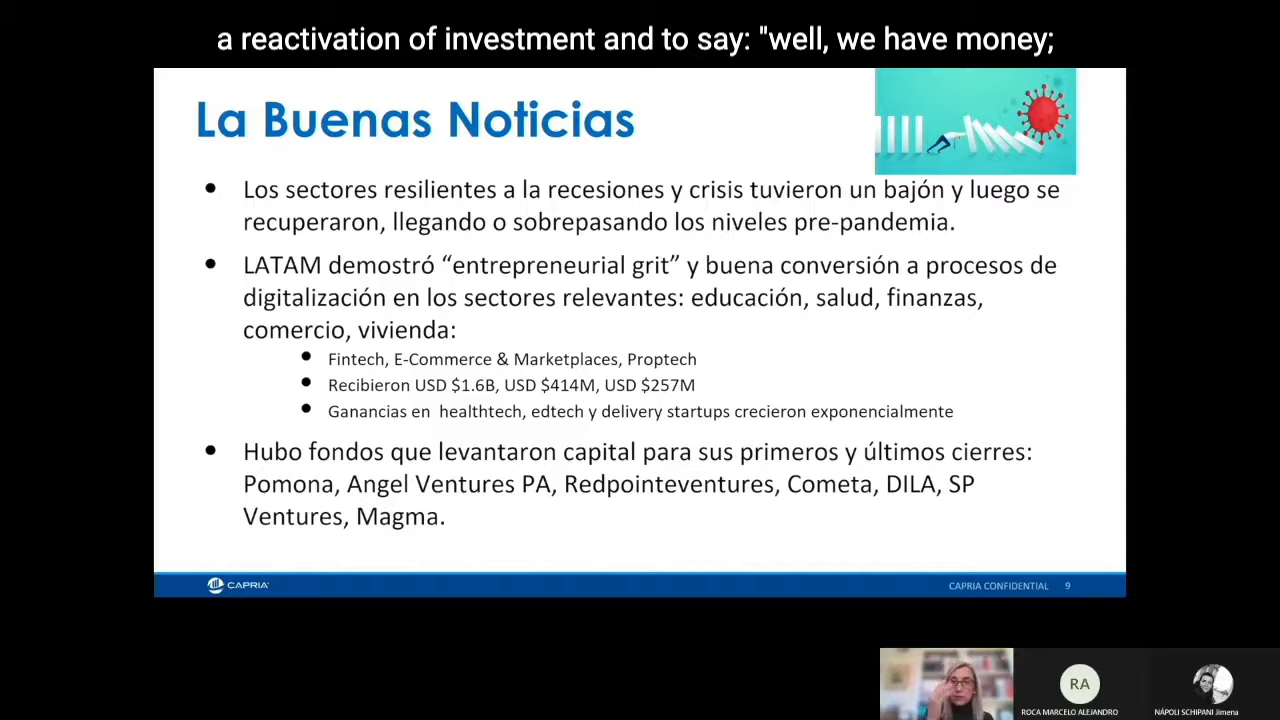 a reactivation of investment and to say: "well, we have money;
La Buenas Noticias
Los sectores resilientes a la recesiones y crisis tuvieron un bajón y luego se
recuperaron, llegando o sobrepasando los niveles pre-pandemia.
LATAM demostró “entrepreneurial grit” y buena conversión a procesos de
digitalización en los sectores relevantes: educación, salud, finanzas,
comercio, vivienda:
Fintech, E-Commerce & Marketplaces, Proptech
Recibieron USD $1.6B, USD $414M, USD $257M
Ganancias en healthtech, edtech y delivery startups crecieron exponencialmente
Hubo fondos que levantaron capital para sus primeros y últimos cierres:
Pomona, Angel Ventures PA, Redpointeventures, Cometa, DILA, SP
Ventures, Magma.
CAPRIA
CAPRIA CONFIDENTIAL 9
RA
ROCA MARCELO ALEJANDRO
NÁPOLI SCHIPANI Jimena